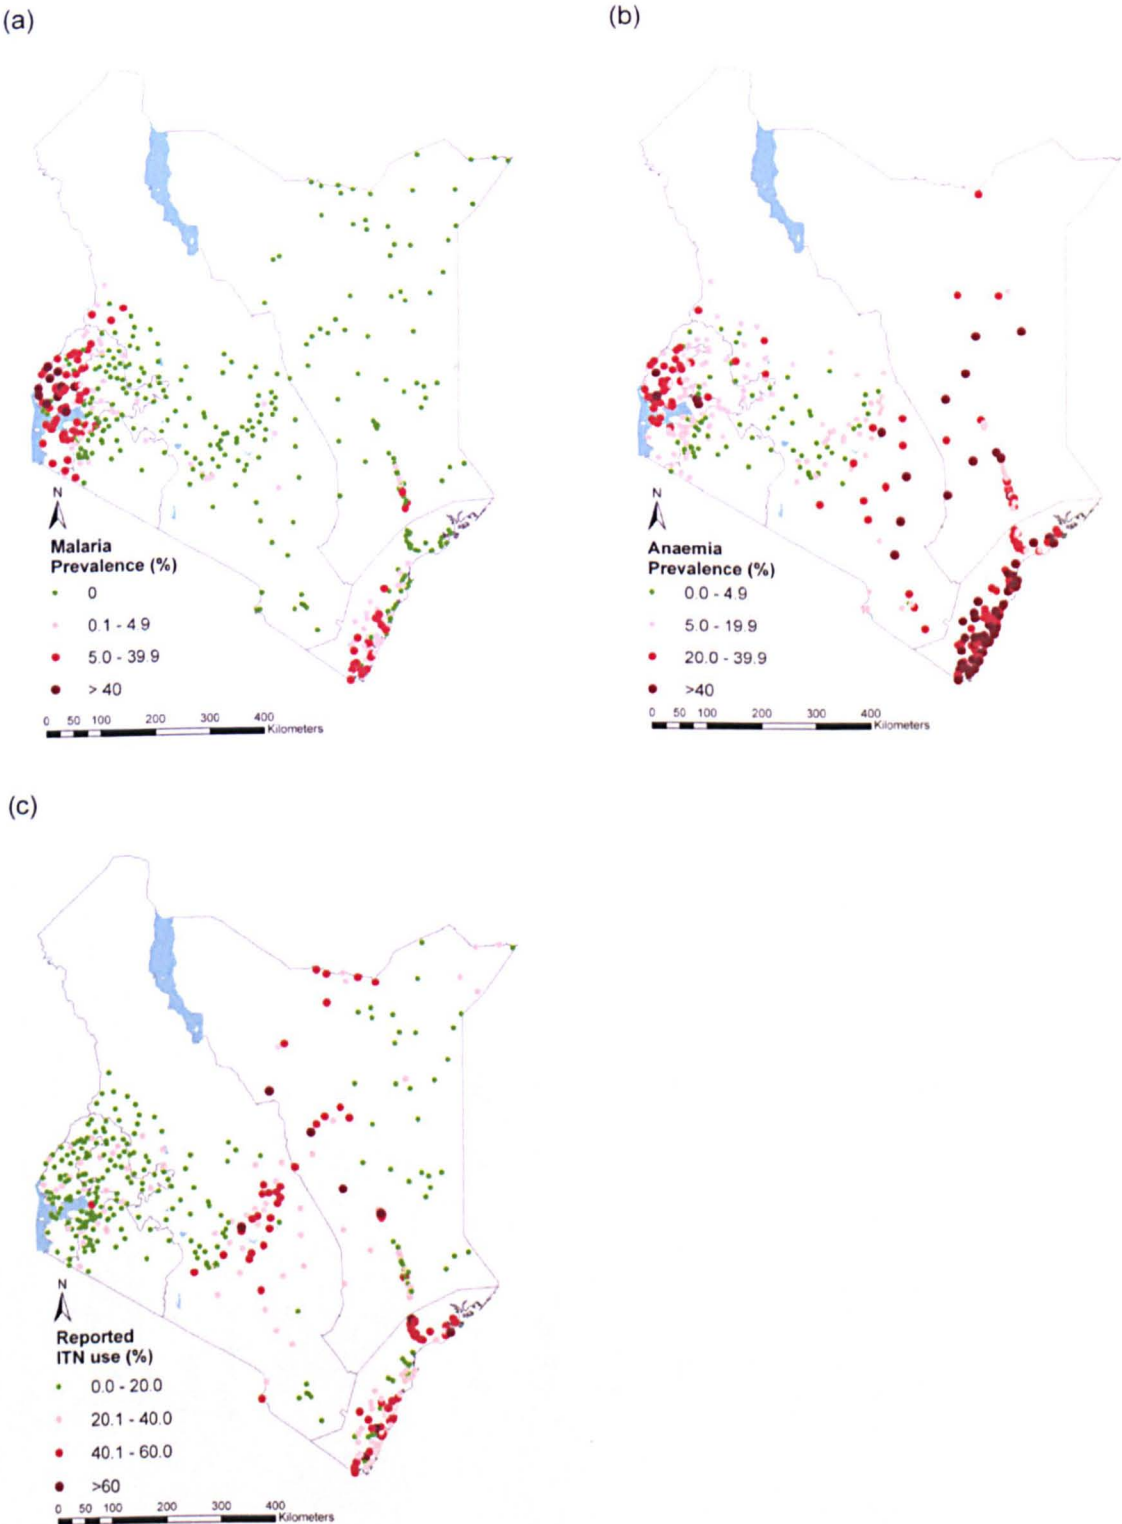 (a)
(b)
N
Malaria
Prevalence (%)
0
0.1 - 4.9
5.0 - 39.9
> 40
0 50 100 200 300 400
Kilometers
N
Anaemia
Prevalence (%)
0.0 - 4.9
5.0 - 19.9
20.0 - 39.9
>40
0 50 100 200 300 400
Kilometers
(c)
N
Reported
ITN use (%)
0.0 - 20.0
20.1 - 40.0
40.1 - 60.0
>60
0 50 100 200 300 400
Kilometers